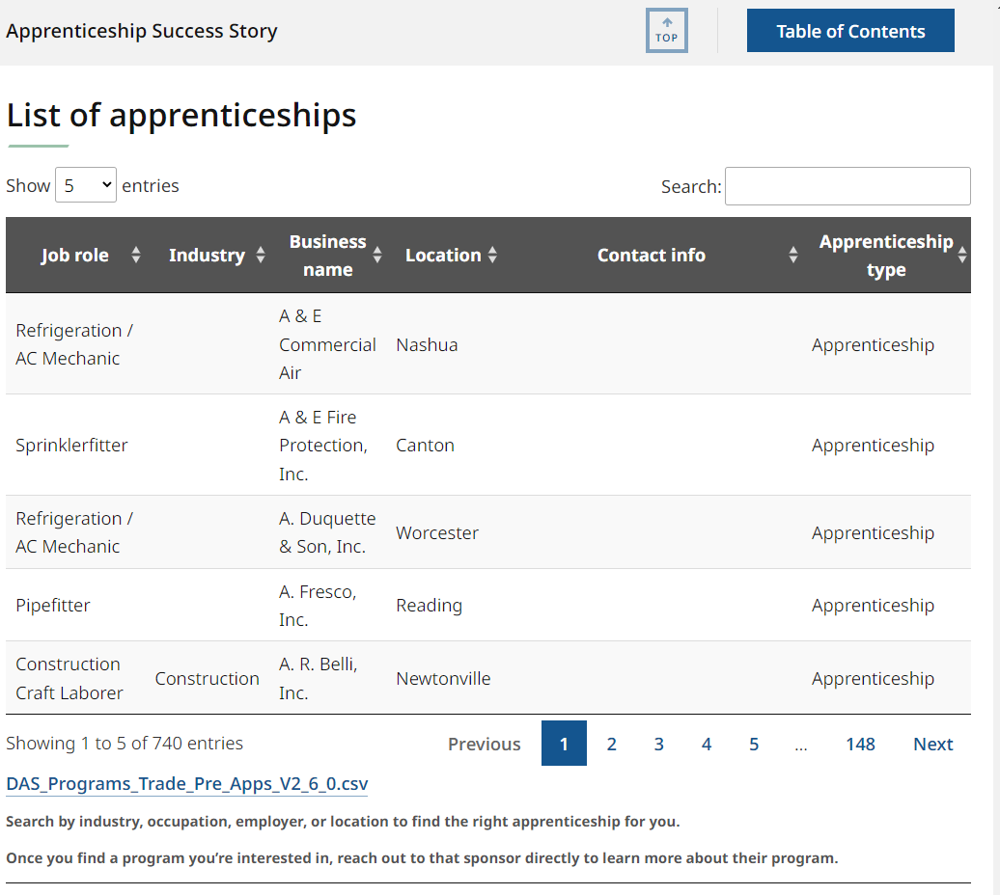 Apprenticeship Success Story
TOP
Table of Contents
List of apprenticeships
Show 5 entries
Search:
Job role Industry Business name Location Contact info Apprenticeship type
Refrigeration / AC Mechanic A & E Commercial Air Nashua Apprenticeship
Sprinklerfitter A & E Fire Protection, Inc. Canton Apprenticeship
Refrigeration / AC Mechanic A. Duquette & Son, Inc. Worcester Apprenticeship
Pipefitter A. Fresco, Inc. Reading Apprenticeship
Construction Craft Laborer Construction A. R. Belli, Inc. Newtonville Apprenticeship
Showing 1 to 5 of 740 entries
Previous 1 2 3 4 5 ... 148 Next
DAS_Programs_Trade_Pre_Apps_V2_6_0.csv
Search by industry, occupation, employer, or location to find the right apprenticeship for you.
Once you find a program you’re interested in, reach out to that sponsor directly to learn more about their program.